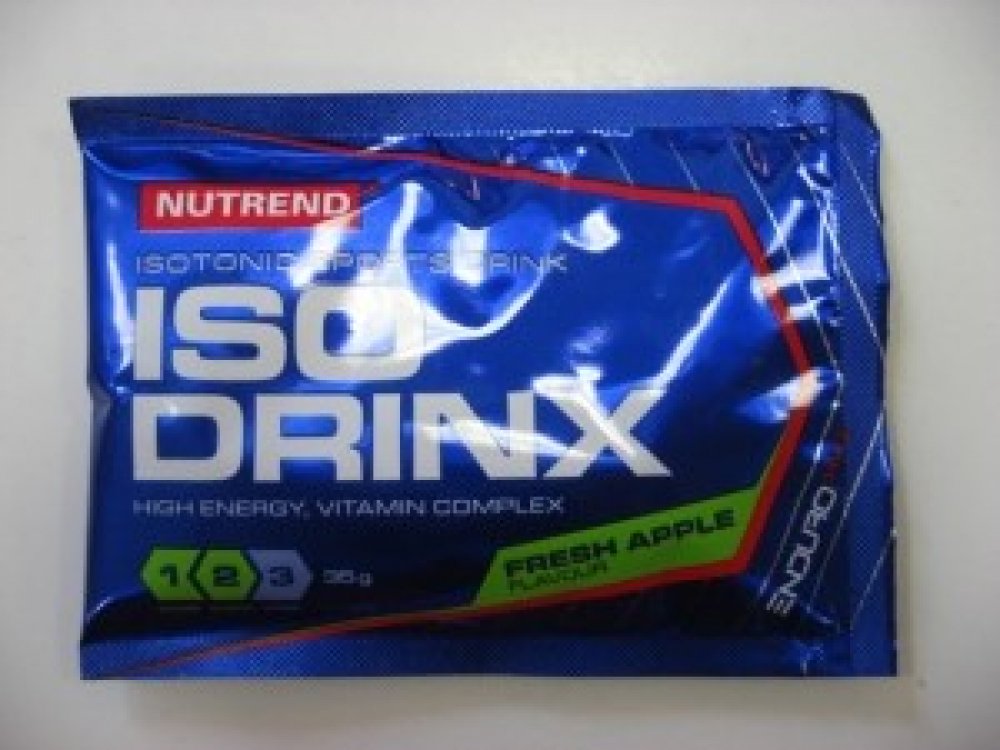 NUTREND
ISOTONIC SPORTS DRINK
ISO
DRINX
HIGH ENERGY, VITAMIN COMPLEX
1 2 3 35g
FRESH APPLE
FLAVOUR
ENDURO